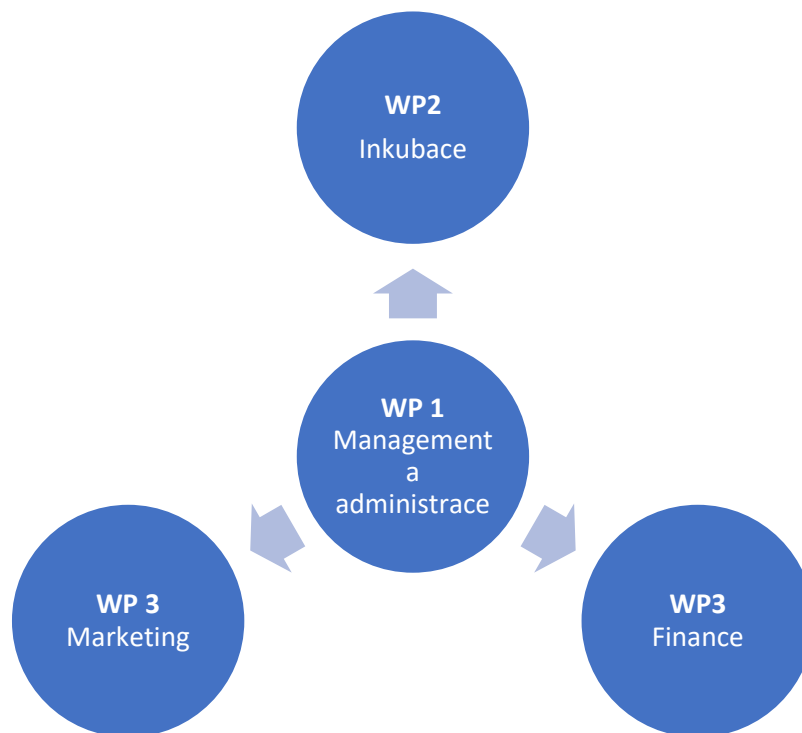 WP2
Inkubace
WP 1
Management
a
administrace
WP 3
Marketing
WP3
Finance